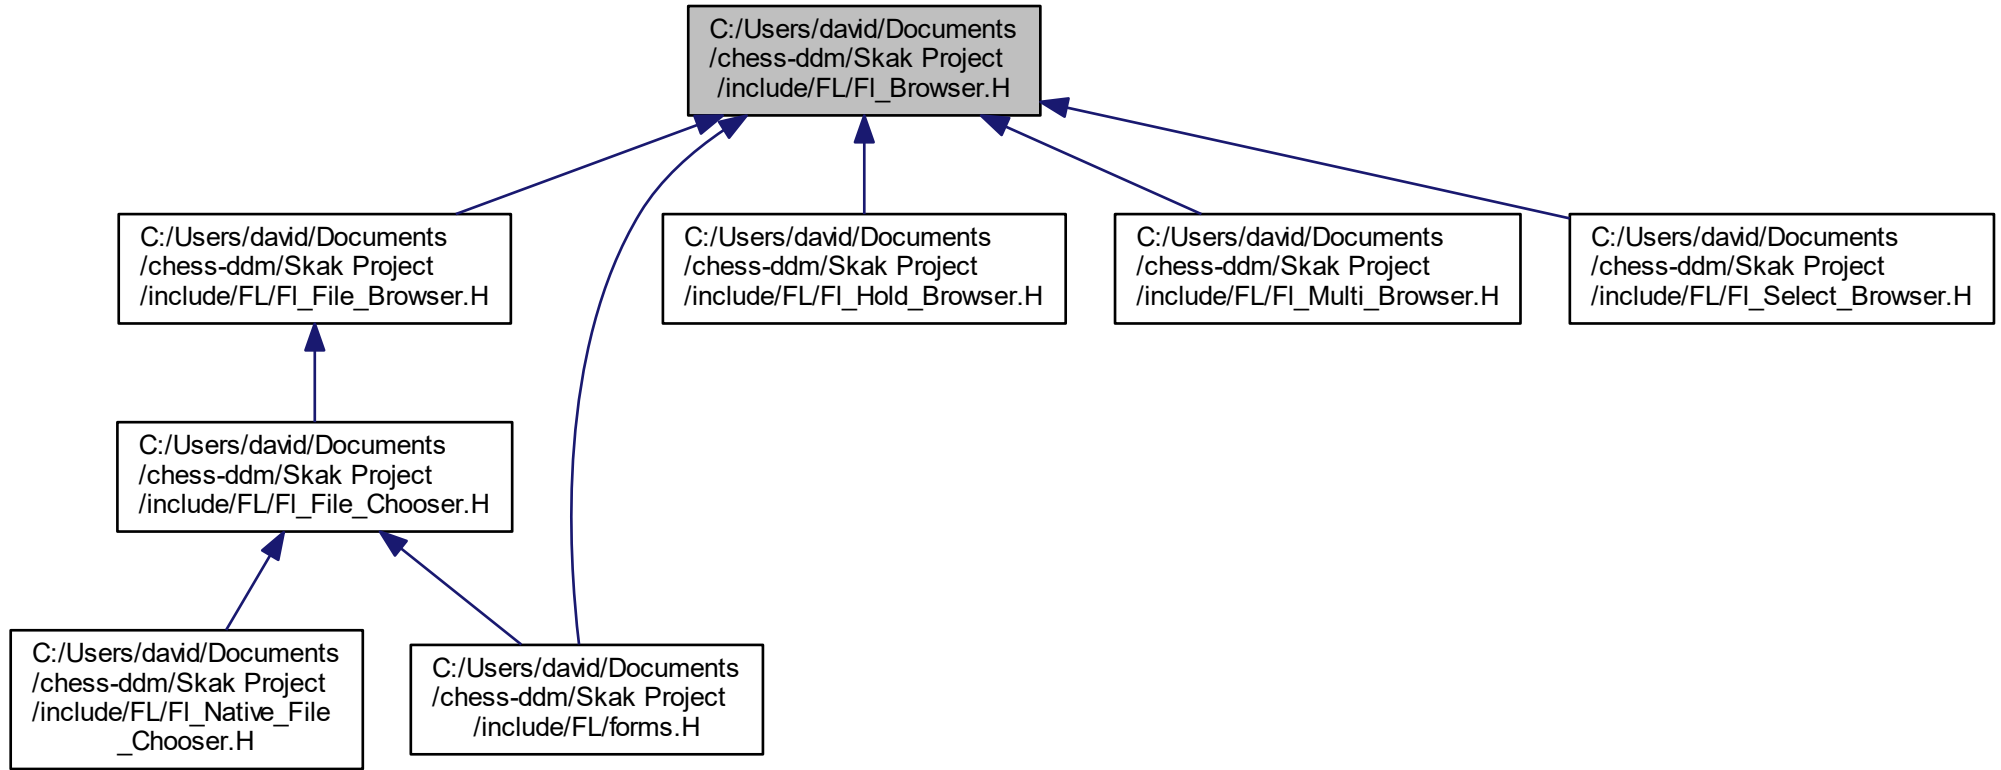 C:/Users/david/Documents
/chess-ddm/Skak Project
/include/FL/Fl_Browser.H
C:/Users/david/Documents
/chess-ddm/Skak Project
/include/FL/Fl_File_Browser.H
C:/Users/david/Documents
/chess-ddm/Skak Project
/include/FL/Fl_Hold_Browser.H
C:/Users/david/Documents
/chess-ddm/Skak Project
/include/FL/Fl_Multi_Browser.H
C:/Users/david/Documents
/chess-ddm/Skak Project
/include/FL/Fl_Select_Browser.H
C:/Users/david/Documents
/chess-ddm/Skak Project
/include/FL/Fl_File_Chooser.H
C:/Users/david/Documents
/chess-ddm/Skak Project
/include/FL/Fl_Native_File
_Chooser.H
C:/Users/david/Documents
/chess-ddm/Skak Project
/include/FL/forms.H